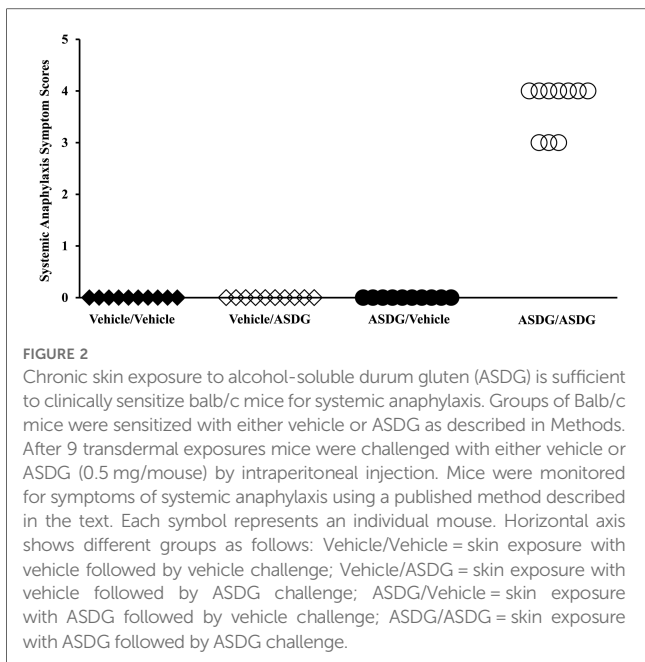 5
4
3
2
1
0
Systemic Anaphylaxis Symptom Scores
Vehicle/Vehicle
Vehicle/ASDG
ASDG/Vehicle
ASDG/ASDG
FIGURE 2
Chronic skin exposure to alcohol-soluble durum gluten (ASDG) is sufficient
to clinically sensitize balb/c mice for systemic anaphylaxis. Groups of Balb/c
mice were sensitized with either vehicle or ASDG as described in Methods.
After 9 transdermal exposures mice were challenged with either vehicle or
ASDG (0.5 mg/mouse) by intraperitoneal injection. Mice were monitored
for symptoms of systemic anaphylaxis using a published method described
in the text. Each symbol represents an individual mouse. Horizontal axis
shows different groups as follows: Vehicle/Vehicle = skin exposure with
vehicle followed by vehicle challenge; Vehicle/ASDG = skin exposure with
vehicle followed by ASDG challenge; ASDG/Vehicle = skin exposure
with ASDG followed by vehicle challenge; ASDG/ASDG = skin exposure
with ASDG followed by ASDG challenge.